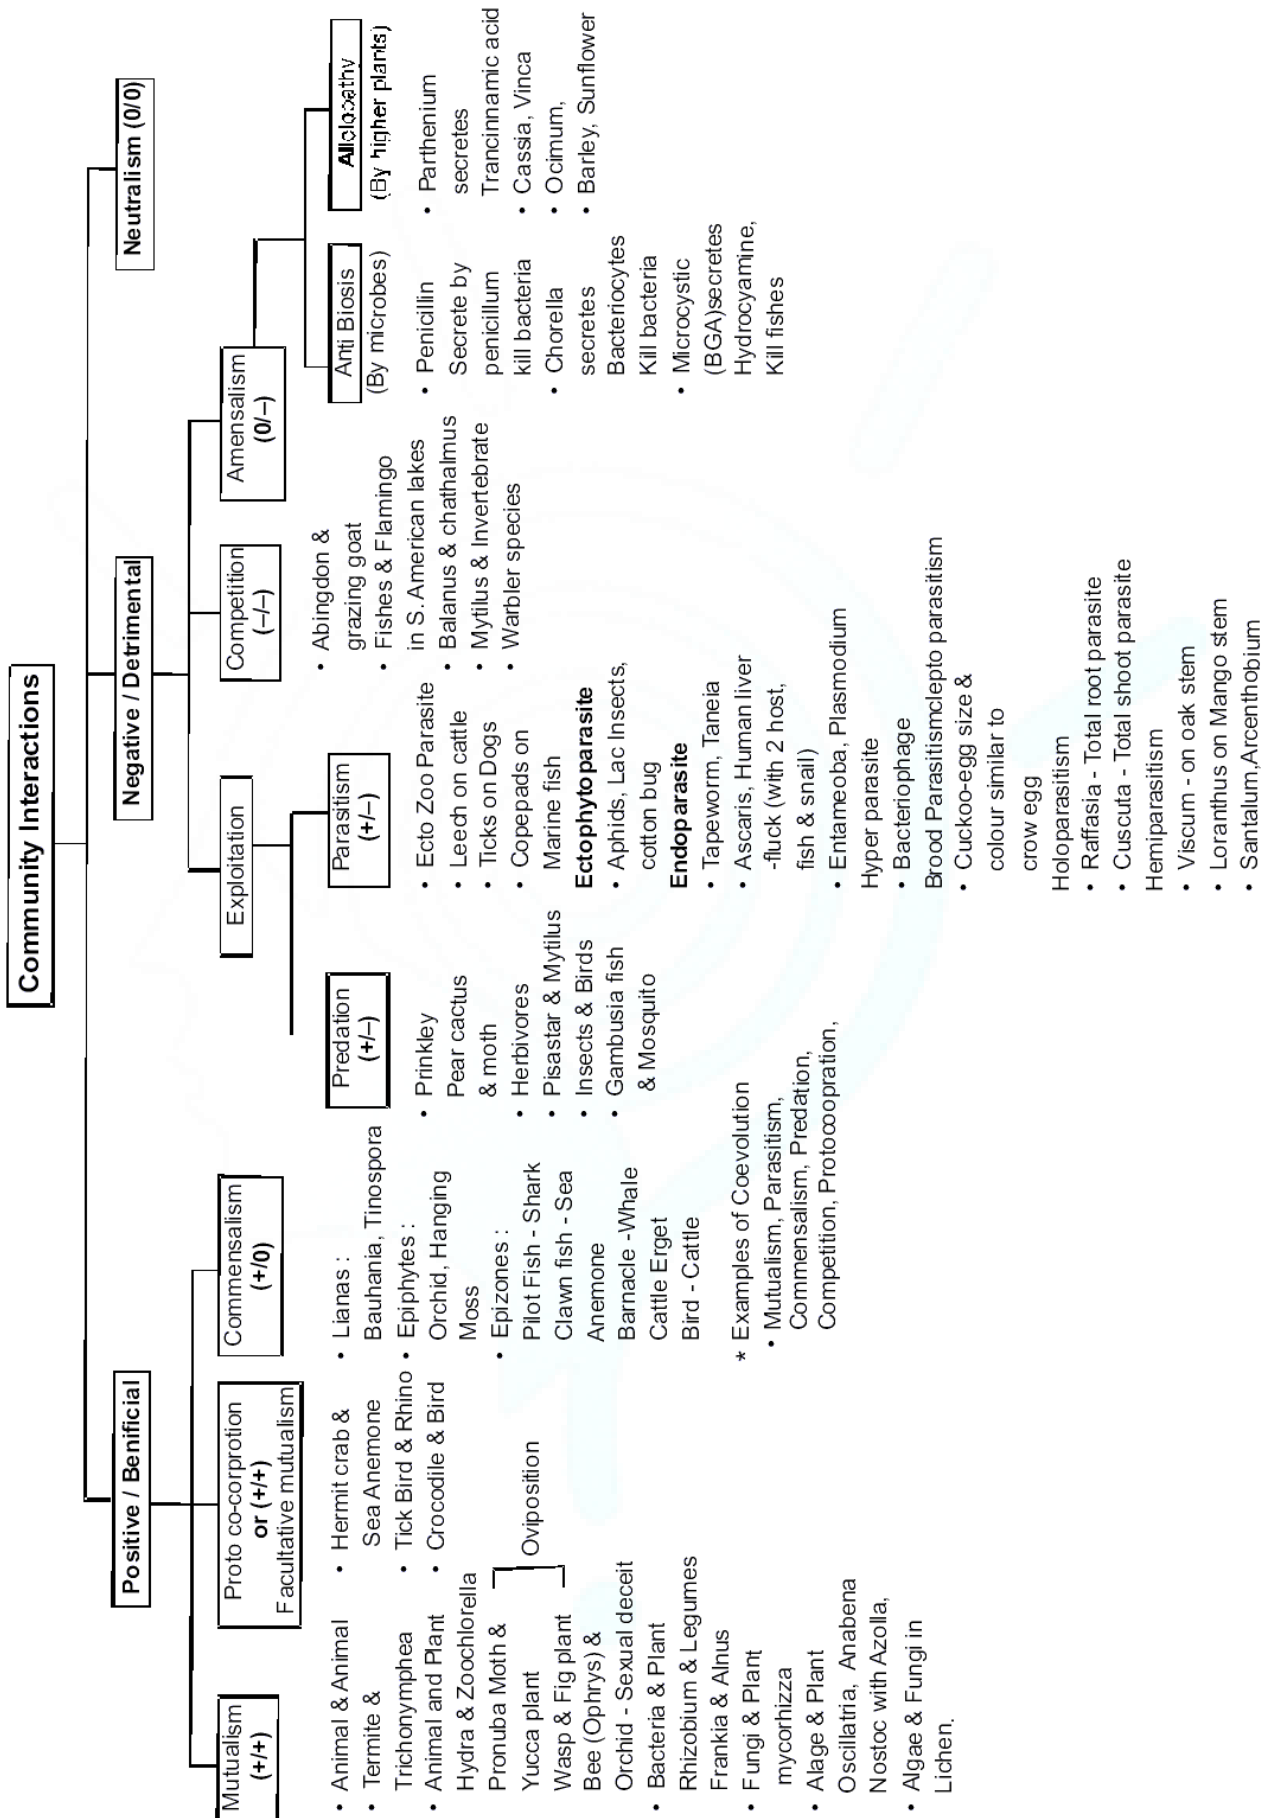 Community Interactions
Positive / Benificial
Negative / Detrimental
Neutralism (0/0)
Mutualism
(+/+)
• Animal & Animal
• Termite &
Trichonymphea
• Animal and Plant
Hydra & Zoochlorella
Pronuba Moth &
Yucca plant
Wasp & Fig plant
Oviposition
Bee (Ophrys) &
Orchid - Sexual deceit
• Bacteria & Plant
Rhizobium & Legumes
Frankia & Alnus
• Fungi & Plant
mycorhizza
• Alage & Plant
Oscillatria, Anabena
Nostoc with Azolla,
• Algae & Fungi in
Lichen.
Proto co-corprotion
or (+/+)
Facultative mutualism
• Hermit crab &
Sea Anemone
• Tick Bird & Rhino
• Crocodile & Bird
Commensalism
(+/0)
• Lianas :
Bauhania, Tinospora
• Epiphytes :
Orchid, Hanging
Moss
• Epizones :
Pilot Fish - Shark
Clawn fish - Sea
Anemone
Barnacle -Whale
Cattle Erget
Bird - Cattle
* Examples of Coevolution
• Mutualism, Parasitism,
Commensalism, Predation,
Competition, Protocoopration,
Exploitation
Predation
(+/–)
• Prinkley
Pear cactus
& moth
• Herbivores
• Pisastar & Mytilus
• Insects & Birds
• Gambusia fish
& Mosquito
Parasitism
(+/–)
• Ecto Zoo Parasite
• Leech on cattle
• Ticks on Dogs
• Copepads on
Marine fish
Ectophytoparasite
• Aphids, Lac Insects,
cotton bug
Endoparasite
• Tapeworm, Taneia
• Ascaris, Human liver
-fluck (with 2 host,
fish & snail)
• Entameoba, Plasmodium
Hyper parasite
• Bacteriophage
Brood Parasitismclepto parasitism
• Cuckoo-egg size &
colour similar to
crow egg
Holoparasitism
• Raffasia - Total root parasite
• Cuscuta - Total shoot parasite
Hemiparasitism
• Viscum - on oak stem
• Loranthus on Mango stem
• Santalum,Arcenthobium
Competition
(–/–)
• Abingdon &
grazing goat
• Fishes & Flamingo
in S. American lakes
• Balanus & chathalmus
• Mytilus & Invertebrate
• Warbler species
Amensalism
(0/–)
Anti Biosis
(By microbes)
• Penicillin
Secrete by
penicillum
kill bacteria
• Chorella
secretes
Bacteriocytes
Kill bacteria
• Microcystic
(BGA)secretes
Hydrocyamine,
Kill fishes
Allelopathy
(By higher plants)
• Parthenium
secretes
Trancinnamic acid
• Cassia, Vinca
• Ocimum,
• Barley, Sunflower